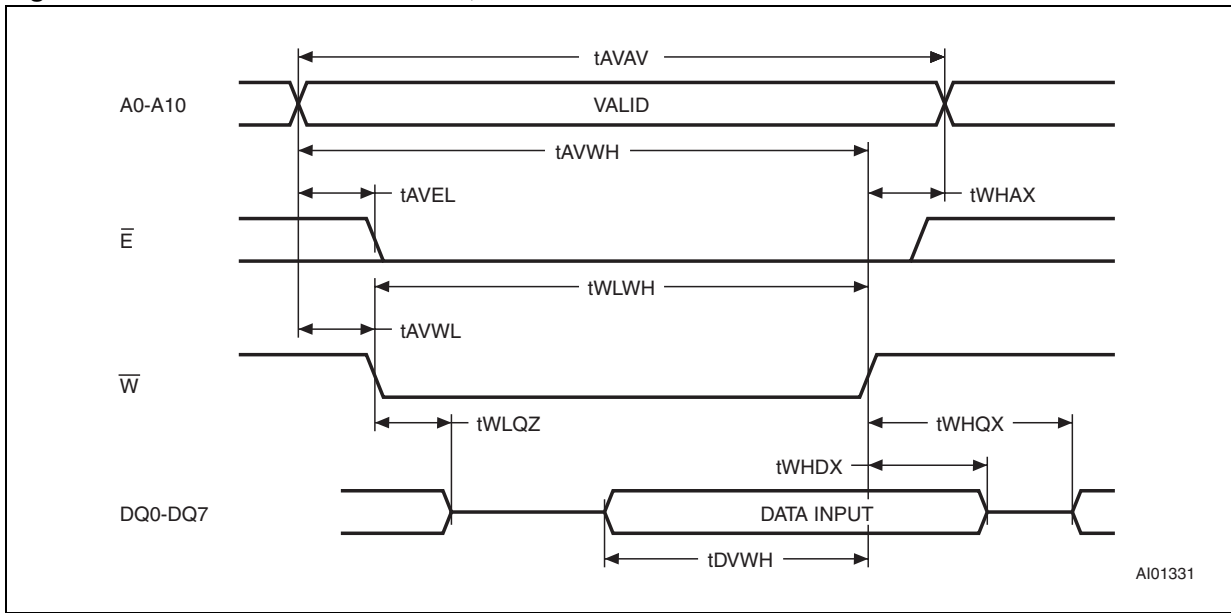 tAVAV
A0-A10
VALID
tAVWH
tAVEL
tWHAX
E
tWLWH
tAVWL
W
tWLQZ
tWHQX
tWHDX
DQ0-DQ7
DATA INPUT
tDVWH
AI01331